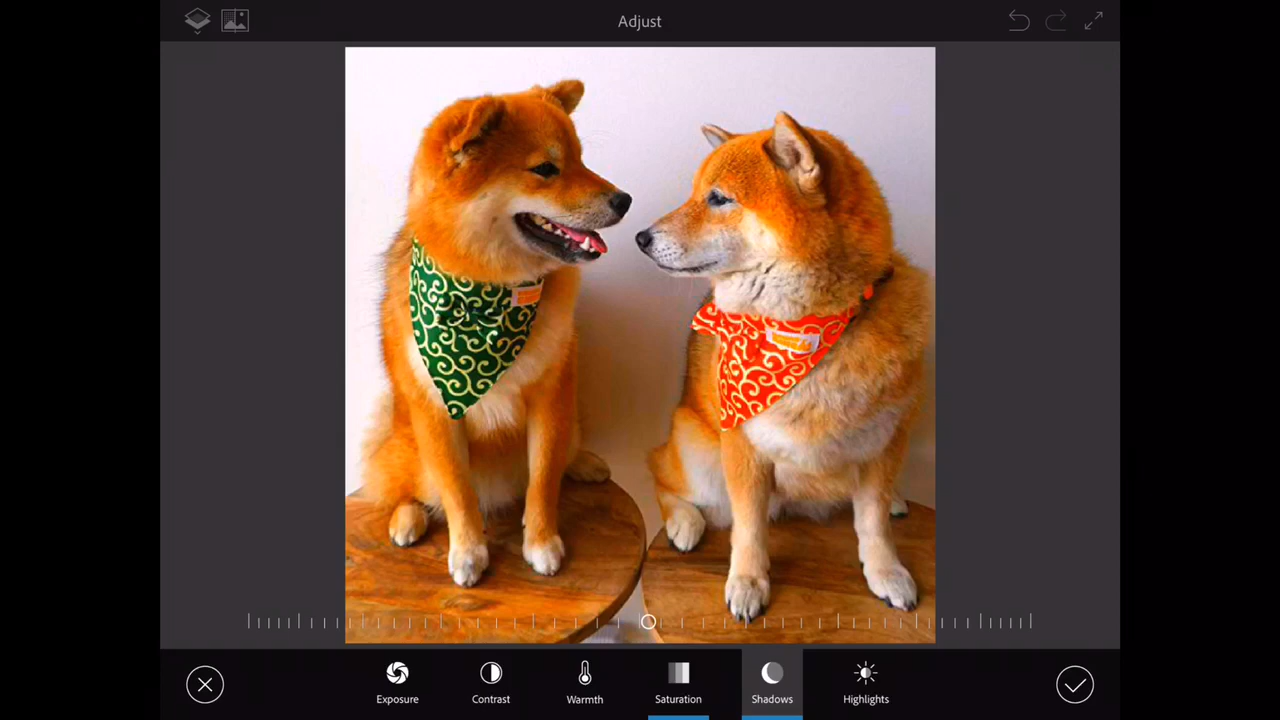 Adjust
Exposure
Contrast
Warmth
Saturation
Shadows
Highlights